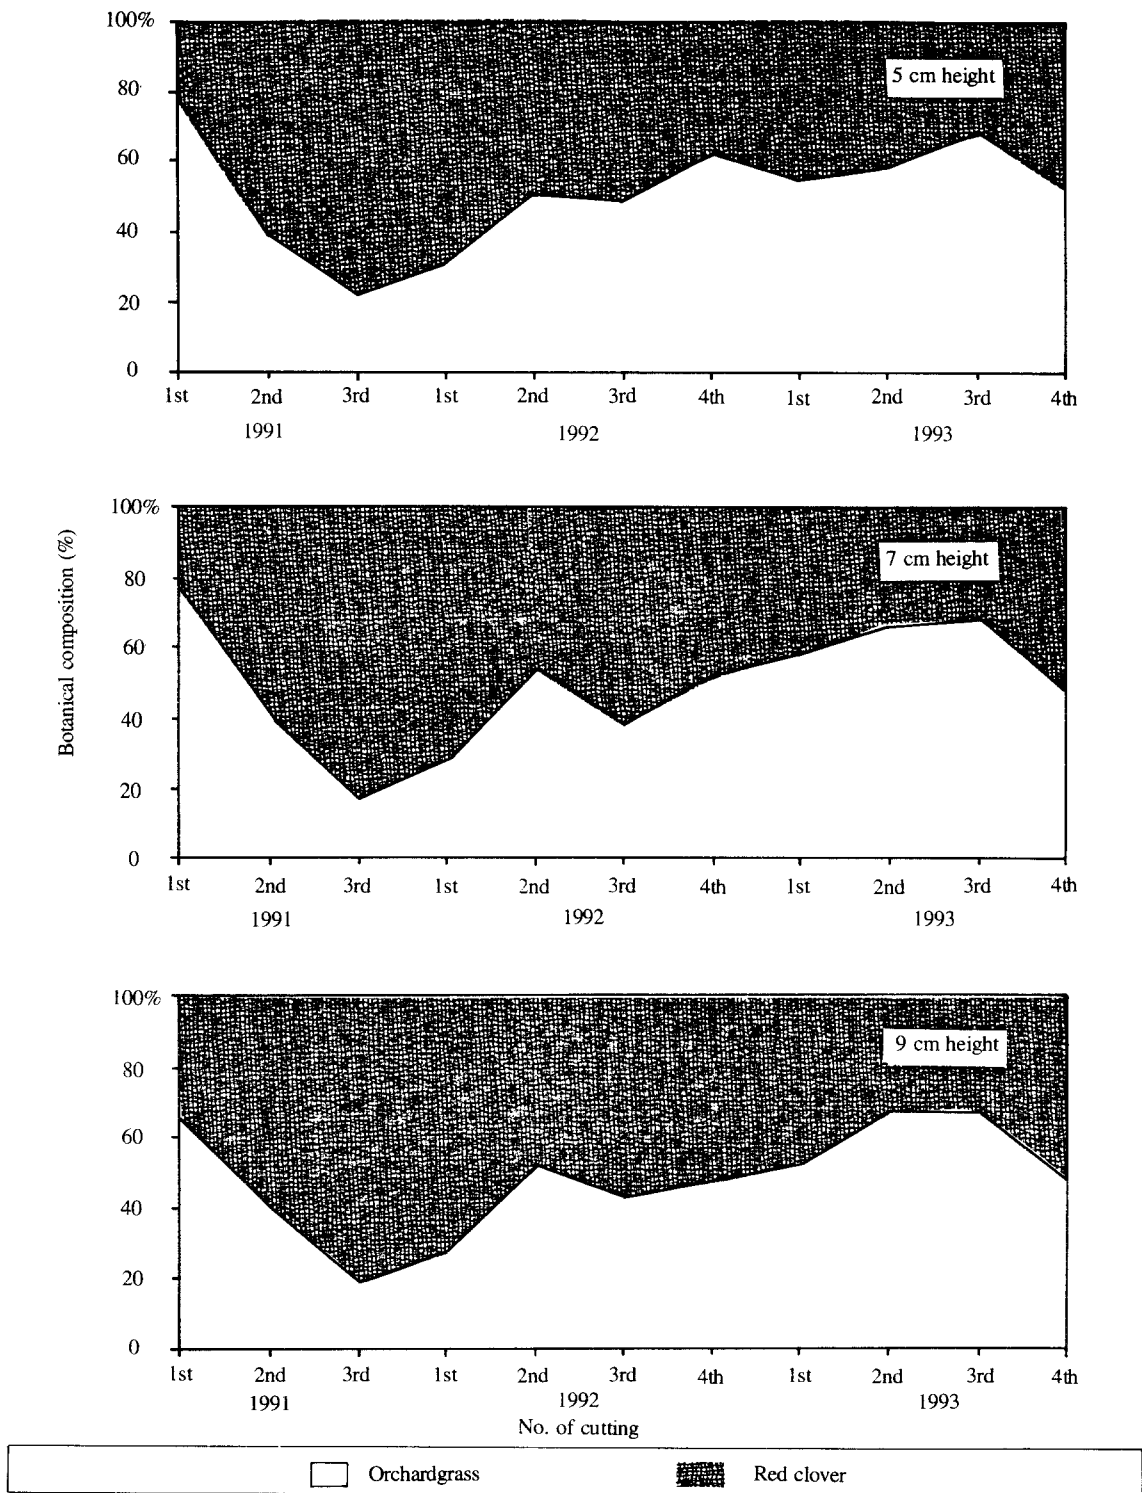 100%
80
60
40
20
0
5 cm height
1st 2nd 3rd 1st 2nd 3rd 4th 1st 2nd 3rd 4th
1991 1992 1993
Botanical composition (%)
100%
80
60
40
20
0
7 cm height
1st 2nd 3rd 1st 2nd 3rd 4th 1st 2nd 3rd 4th
1991 1992 1993
100%
80
60
40
20
0
9 cm height
1st 2nd 3rd 1st 2nd 3rd 4th 1st 2nd 3rd 4th
1991 1992 1993
No. of cutting
Orchardgrass Red clover